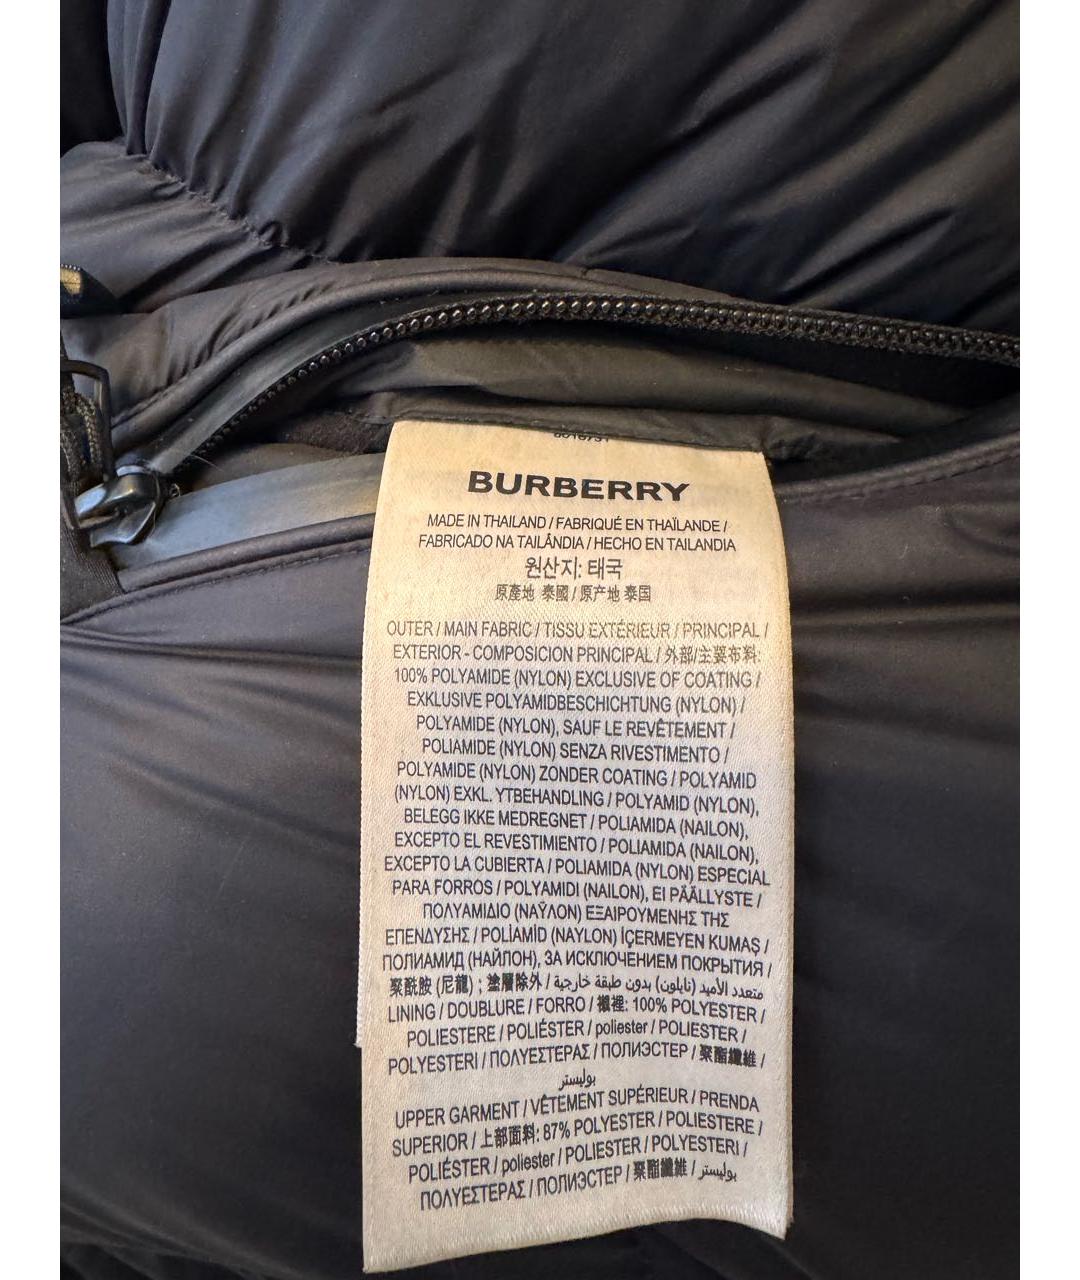 BURBERRY
MADE IN THAILAND / FABRIQUÉ EN THAÏLANDE /
FABRICADO NA TAILÂNDIA / HECHO EN TAILANDIA
원산지: 태국
原產地 泰國 / 原产地 泰国
OUTER / MAIN FABRIC / TISSU EXTÉRIEUR / PRINCIPAL /
EXTERIOR - COMPOSICION PRINCIPAL / 外部/主要布料:
100% POLYAMIDE (NYLON) EXCLUSIVE OF COATING /
EXKLUSIVE POLYAMIDBESCHICHTUNG (NYLON) /
POLYAMIDE (NYLON), SAUF LE REVÊTEMENT /
POLIAMIDE (NYLON) SENZA RIVESTIMENTO /
POLYAMIDE (NYLON) ZONDER COATING / POLYAMID
(NYLON) EXKL. YTBEHANDLING / POLYAMID (NYLON),
BELEGG IKKE MEDREGNET / POLIAMIDA (NAILON),
EXCEPTO EL REVESTIMIENTO / POLIAMIDA (NAILON),
EXCEPTO LA CUBIERTA / POLIAMIDA (NYLON) ESPECIAL
PARA FORROS / POLYAMIDI (NAILON), EI PÄÄLLYSTE /
ΠΟΛΥΑΜΙΔΙΟ (ΝΑΫΛΟΝ) ΕΞΑΙΡΟΥΜΕΝΗΣ ΤΗΣ
ΕΠΕΝΔΥΣΗΣ / POLİAMİD (NAYLON) İÇERMEYEN KUMAŞ /
ПОЛИАМИД (НАЙЛОН), ЗА ИСКЛЮЧЕНИЕМ ПОКРЫТИЯ /
聚酰胺 (尼龍) ; 塗層除外 / متعدد الأميد (نايلون) بدون طبقة خارجية
LINING / DOUBLURE / FORRO / 襯裡: 100% POLYESTER /
POLIESTERE / POLIÉSTER / poliester / POLIESTER /
POLYESTERI / ΠΟΛΥΕΣΤΕΡΑΣ / ПОЛИЭСТЕР / 聚酯纖維 /
بوليستر
UPPER GARMENT / VÊTEMENT SUPÉRIEUR / PRENDA
SUPERIOR / 上部面料: 87% POLYESTER / POLIESTERE /
POLIÉSTER / poliester / POLIESTER / POLYESTERI /
ΠΟΛΥΕΣΤΕΡΑΣ / ПОЛИЭСТЕР / 聚酯纖維 / بوليستر